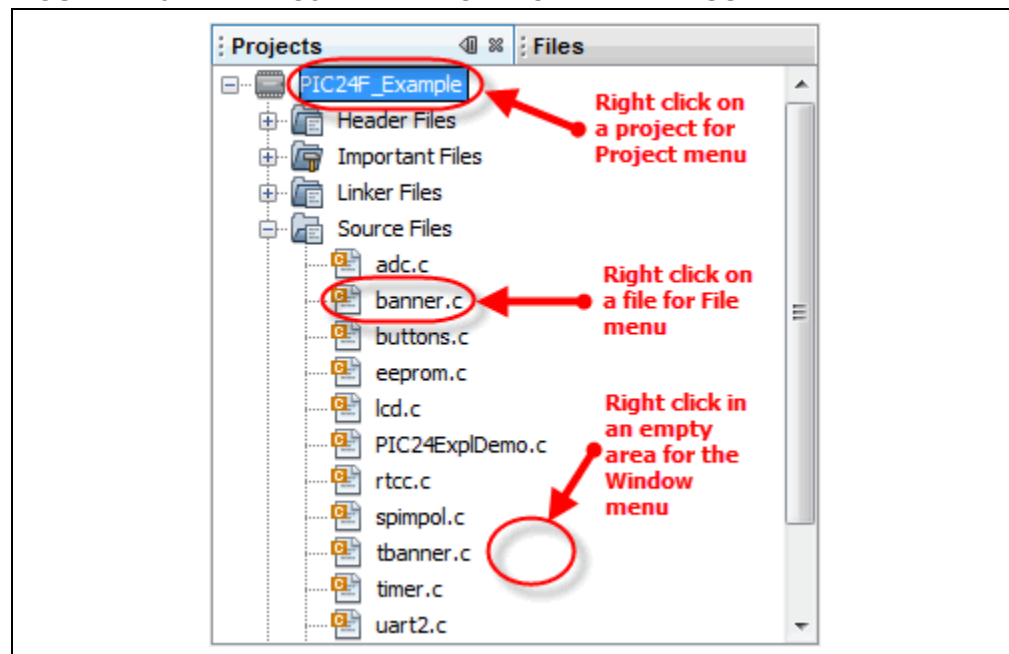 Projects
Files
PIC24F_Example
Header Files
Important Files
Linker Files
Source Files
adc.c
banner.c
buttons.c
eeprom.c
lcd.c
PIC24ExplDemo.c
rtcc.c
spimpol.c
tbanner.c
timer.c
uart2.c
Right click on
a project for
Project menu
Right click on
a file for File
menu
Right click in
an empty
area for the
Window
menu